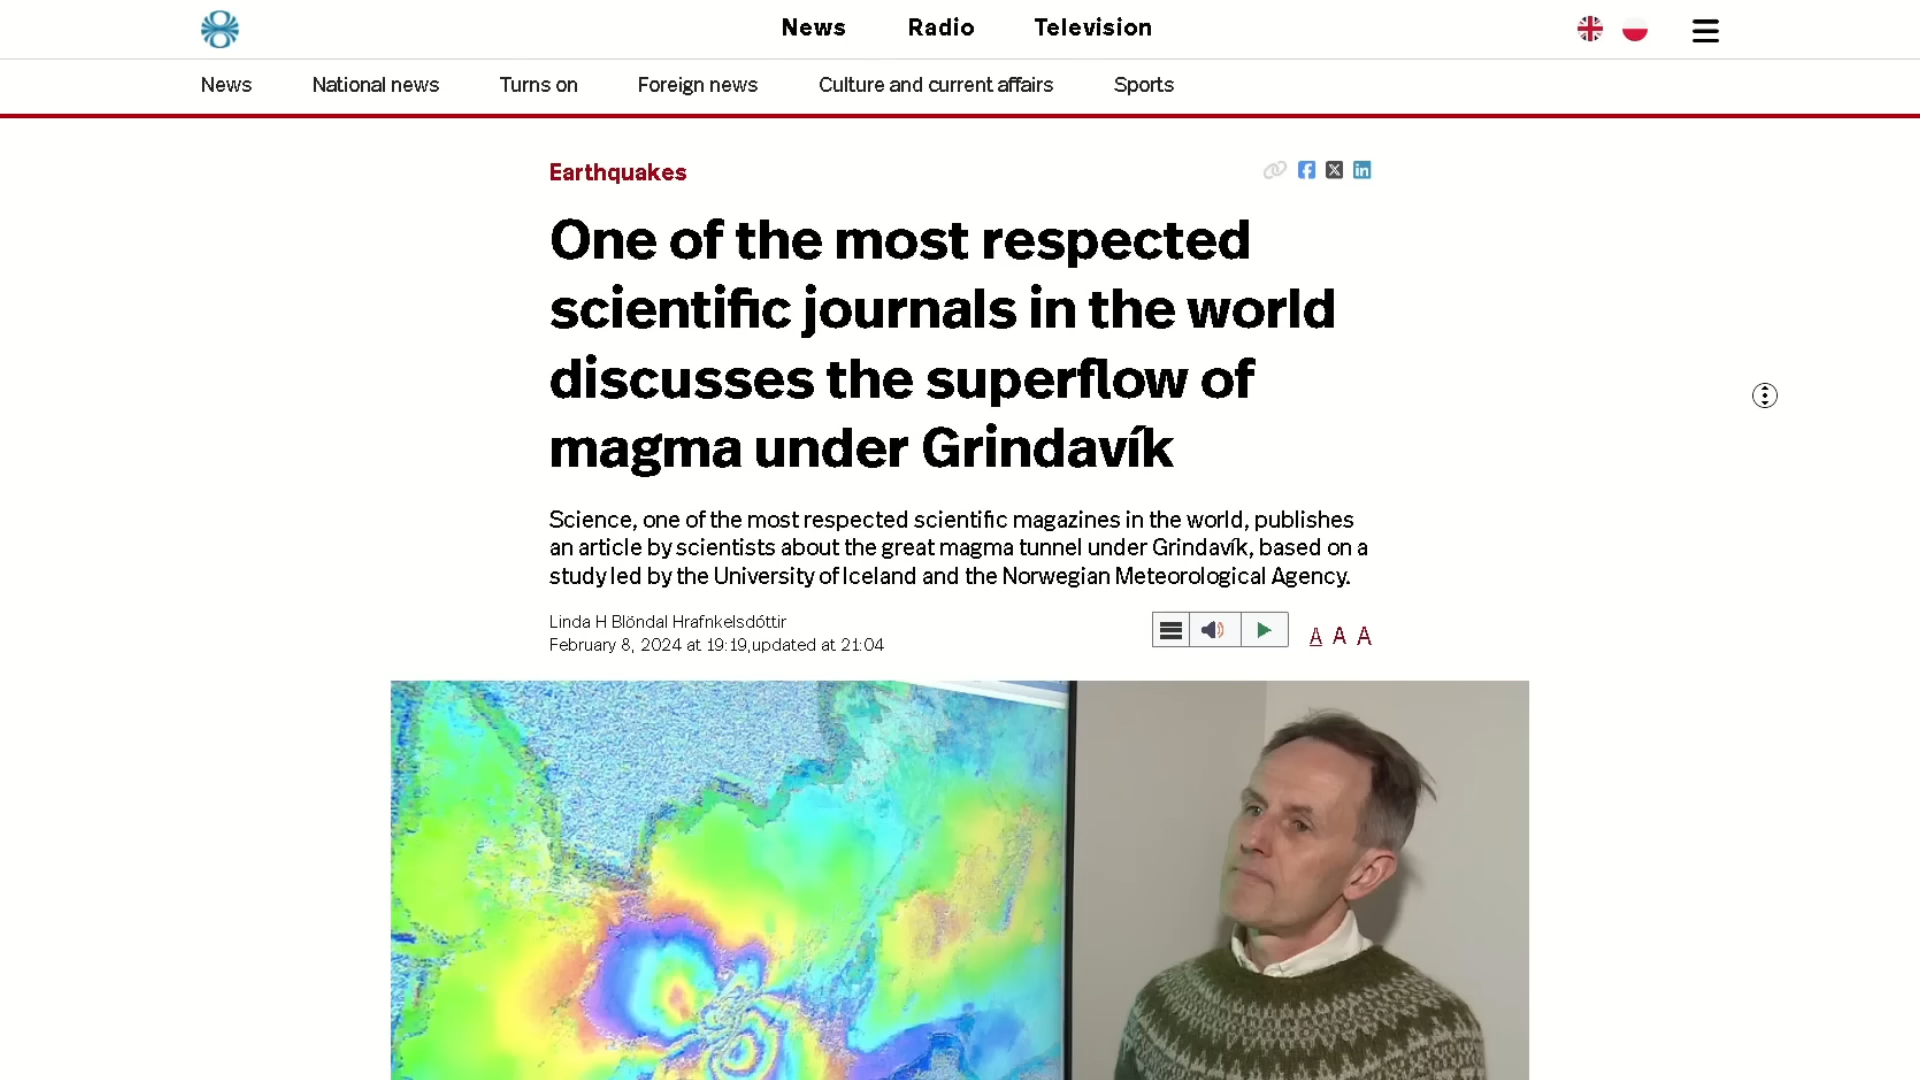 News Radio Television
News National news Turns on Foreign news Culture and current affairs Sports
Earthquakes
One of the most respected
scientific journals in the world
discusses the superflow of
magma under Grindavík
Science, one of the most respected scientific magazines in the world, publishes
an article by scientists about the great magma tunnel under Grindavík, based on a
study led by the University of Iceland and the Norwegian Meteorological Agency.
Linda H Blöndal Hrafnkelsdóttir
February 8, 2024 at 19:19,updated at 21:04
A A A